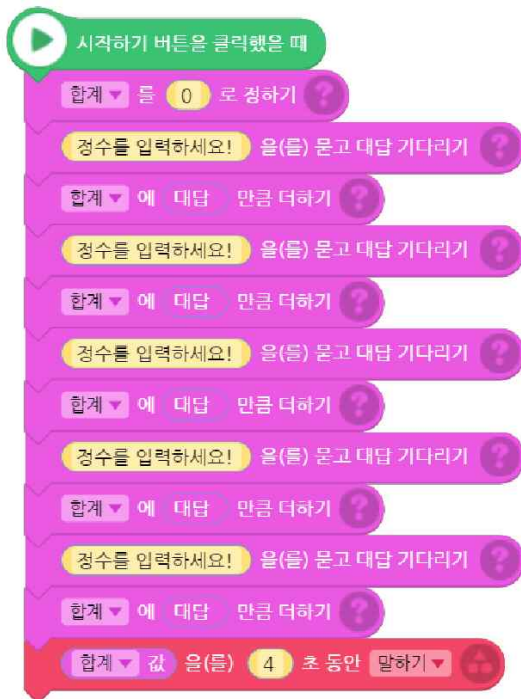 시작하기 버튼을 클릭했을 때
합계 를 0 로 정하기
정수를 입력하세요! 을(를) 묻고 대답 기다리기
합계 에 대답 만큼 더하기
정수를 입력하세요! 을(를) 묻고 대답 기다리기
합계 에 대답 만큼 더하기
정수를 입력하세요! 을(를) 묻고 대답 기다리기
합계 에 대답 만큼 더하기
정수를 입력하세요! 을(를) 묻고 대답 기다리기
합계 에 대답 만큼 더하기
정수를 입력하세요! 을(를) 묻고 대답 기다리기
합계 에 대답 만큼 더하기
합계 값 을(를) 4 초 동안 말하기